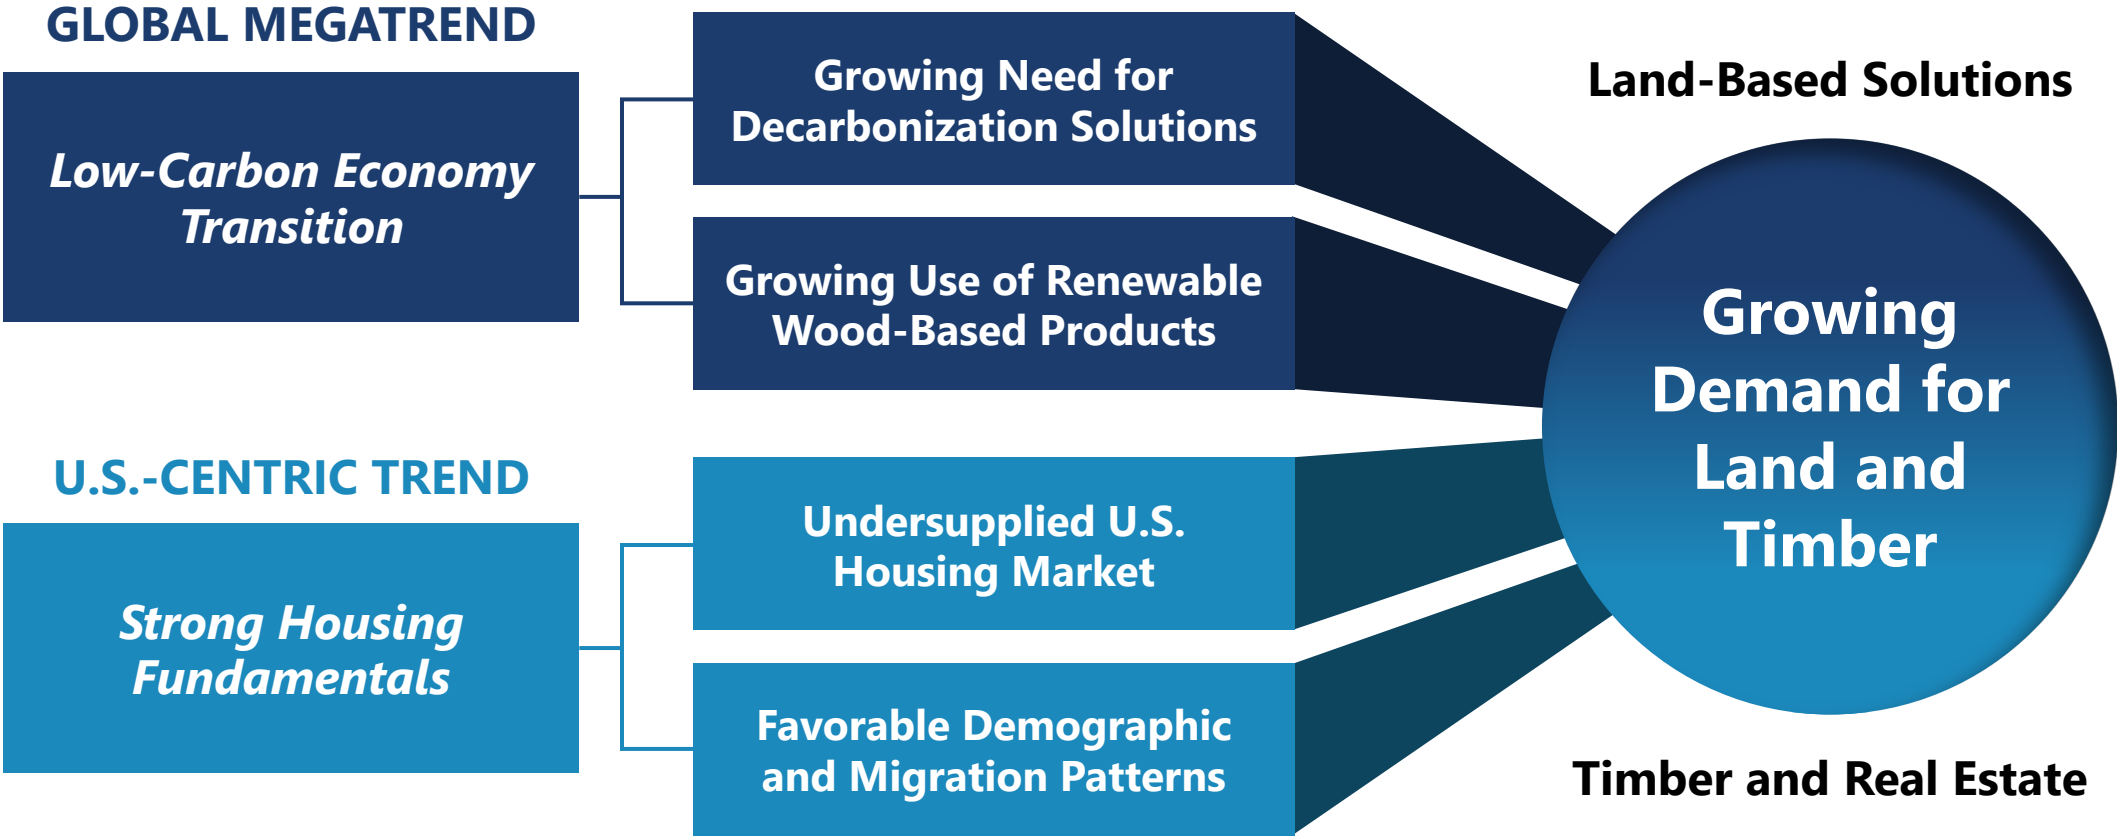 GLOBAL MEGATREND
Low-Carbon Economy
Transition
Growing Need for
Decarbonization Solutions
Growing Use of Renewable
Wood-Based Products
U.S.-CENTRIC TREND
Strong Housing
Fundamentals
Undersupplied U.S.
Housing Market
Favorable Demographic
and Migration Patterns
Land-Based Solutions
Growing
Demand for
Land and
Timber
Timber and Real Estate